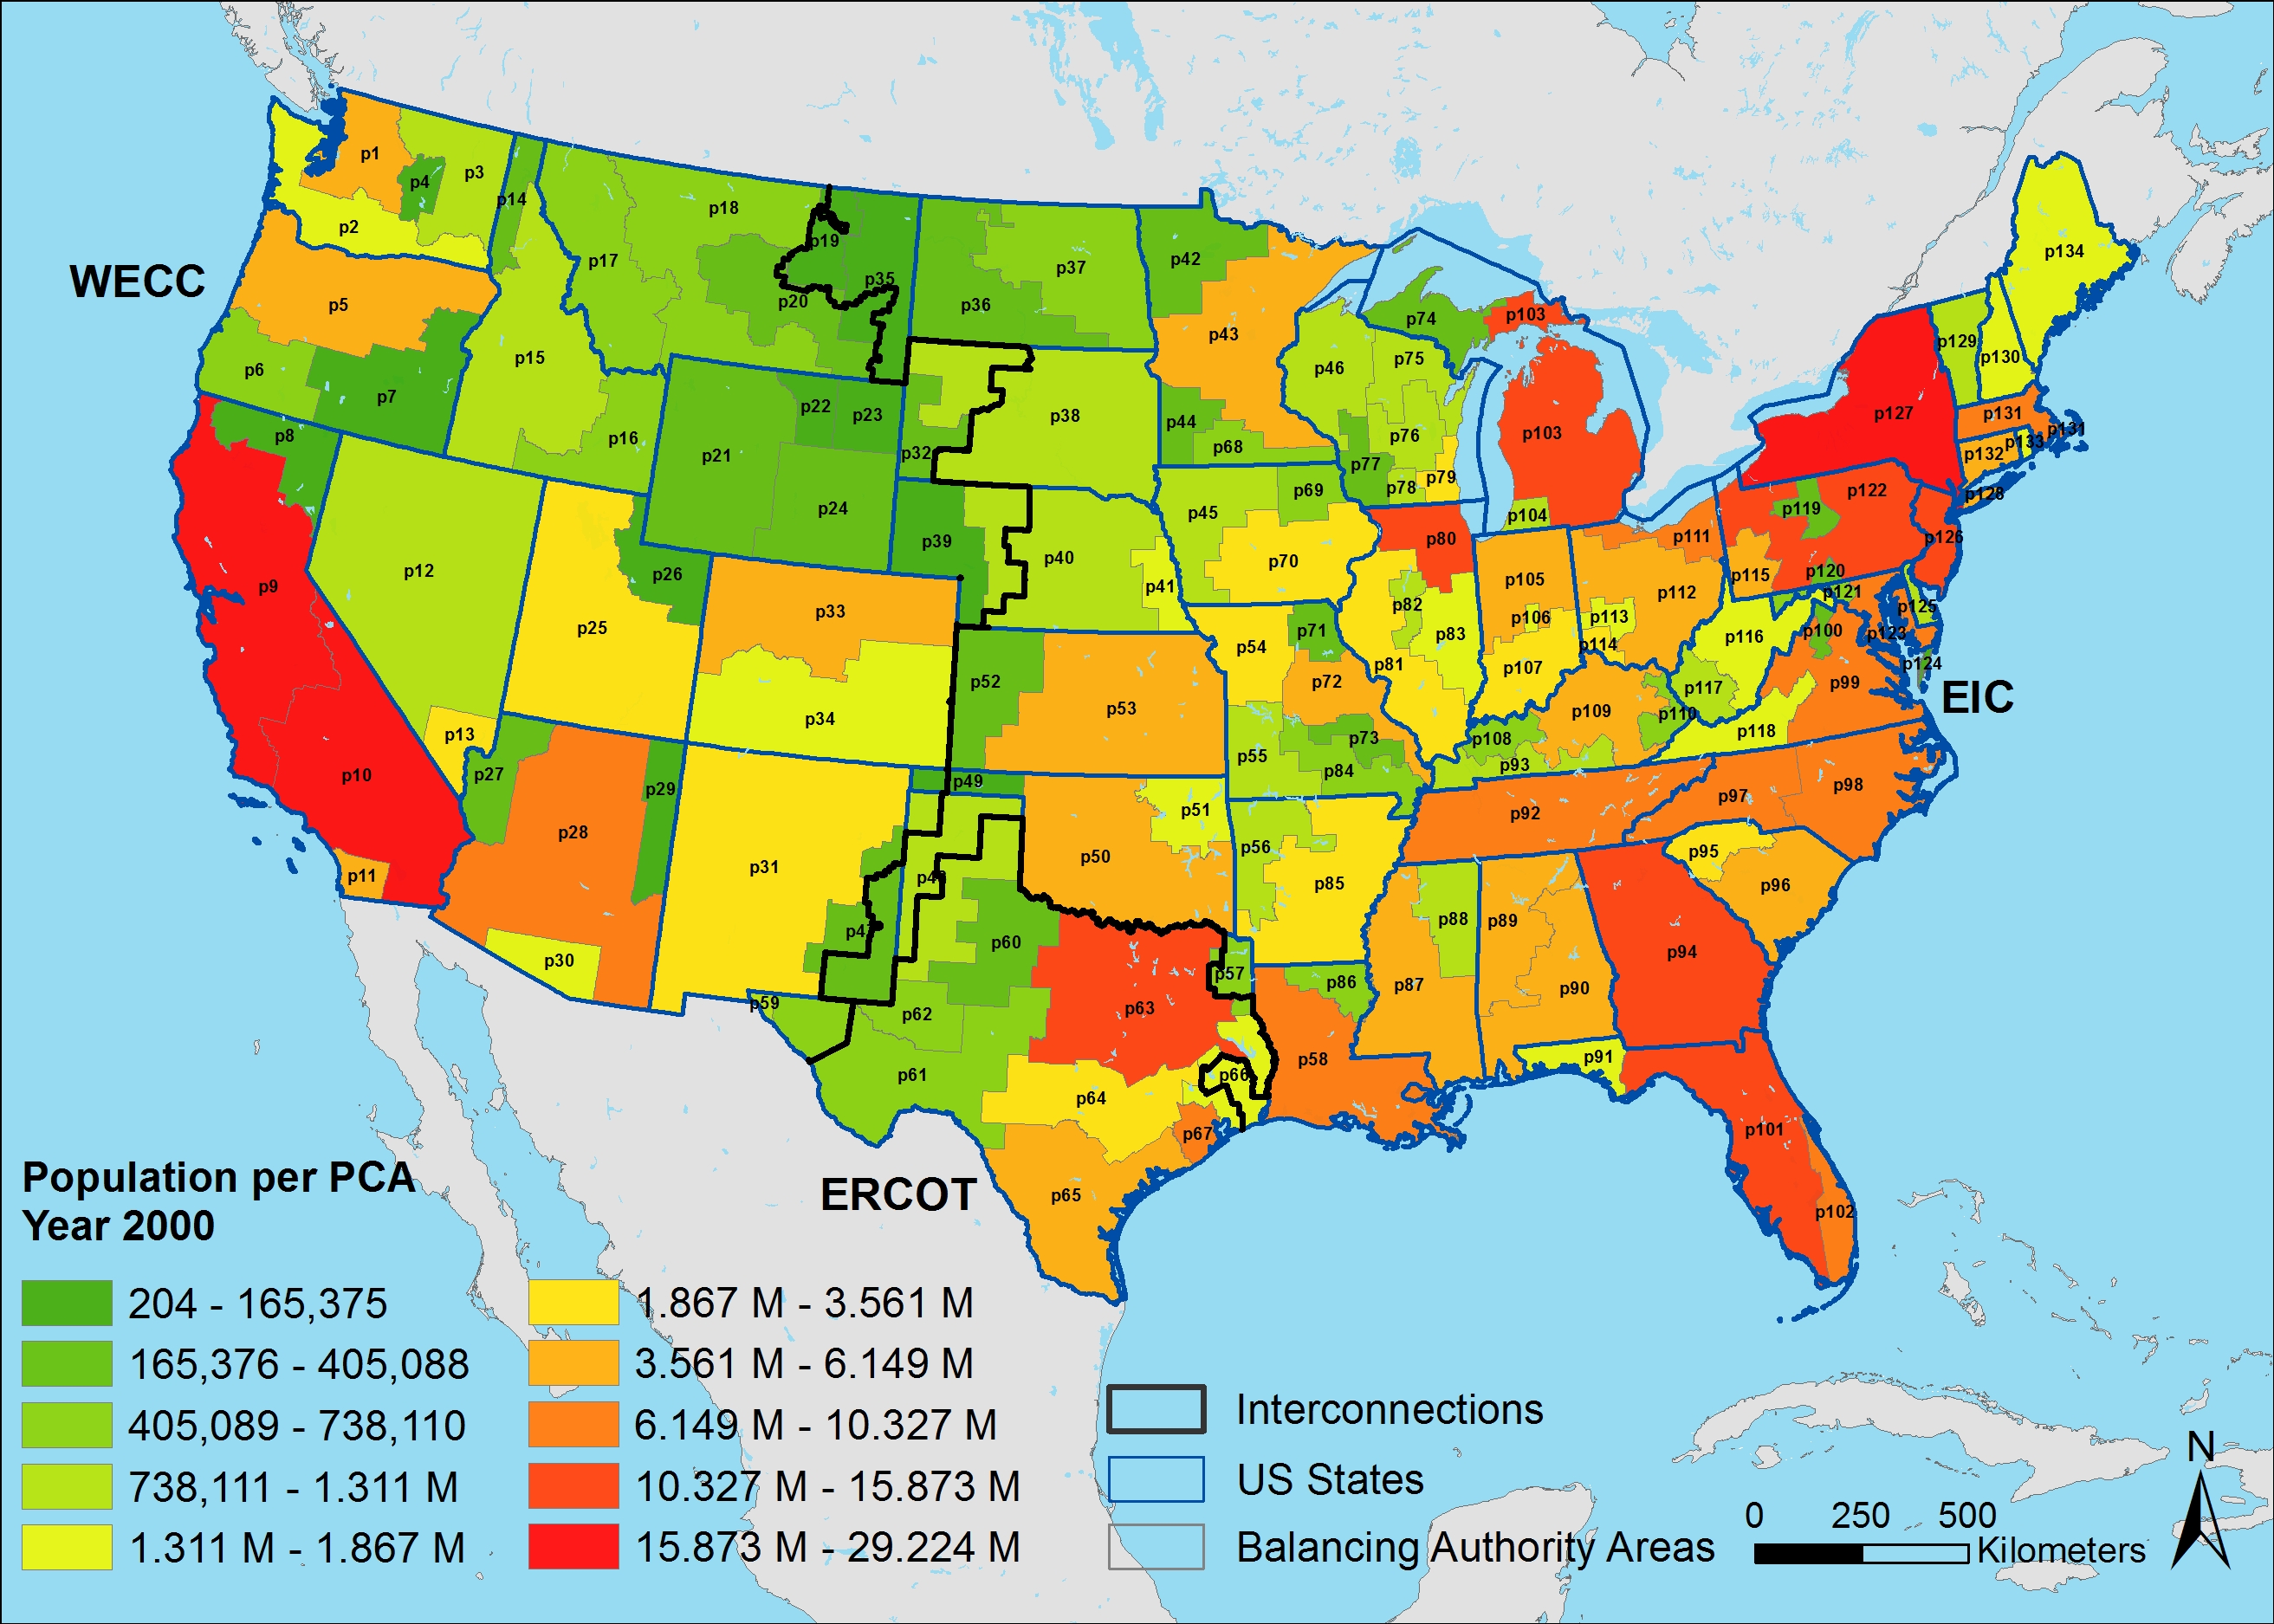 p1
p4
p3
p14
p2
p17
p18
p19
p35
p20
p36
p37
p42
p43
p74
p103
p134
WECC
p5
p6
p7
p15
p16
p8
p22
p23
p21
p24
p32
p38
p44
p68
p46
p75
p76
p77
p78
p79
p103
p104
p127
p129
p130
p131
p131
p133
p132
p128
p122
p119
p126
p12
p9
p10
p11
p13
p25
p26
p33
p34
p39
p40
p41
p45
p69
p70
p80
p82
p83
p81
p105
p106
p107
p111
p112
p113
p114
p115
p120
p121
p125
p123
p124
p100
p116
p117
p99
p118
EIC
p27
p28
p29
p30
p31
p52
p53
p54
p71
p72
p73
p55
p84
p108
p109
p110
p93
p49
p50
p51
p56
p85
p92
p97
p98
p95
p96
p60
p63
p57
p86
p87
p88
p89
p90
p94
p59
p62
p61
p64
p66
p67
p65
p58
p91
p101
p102
ERCOT
Population per PCA
Year 2000
204 - 165,375
165,376 - 405,088
405,089 - 738,110
738,111 - 1.311 M
1.311 M - 1.867 M
1.867 M - 3.561 M
3.561 M - 6.149 M
6.149 M - 10.327 M
10.327 M - 15.873 M
15.873 M - 29.224 M
Interconnections
US States
Balancing Authority Areas
0 250 500
Kilometers
N